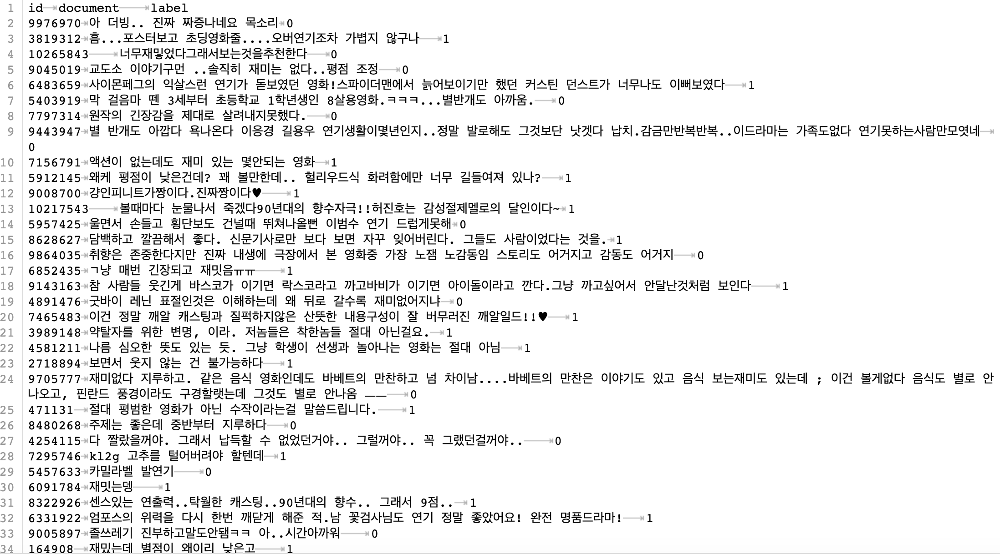 1 id document label
2 9976970 아 더빙.. 진짜 짜증나네요 목소리 0
3 3819312 흠...포스터보고 초딩영화줄....오버연기조차 가볍지 않구나 1
4 10265843 너무재밓었다그래서보는것을추천한다 0
5 9045019 교도소 이야기구먼 ..솔직히 재미는 없다..평점 조정 0
6 6483659 사이몬페그의 익살스런 연기가 돋보였던 영화!스파이더맨에서 늙어보이기만 했던 커스틴 던스트가 너무나도 이뻐보였다 1
7 5403919 막 걸음마 뗀 3세부터 초등학교 1학년생인 8살용영화.ㅋㅋㅋ...별반개도 아까움. 0
8 7797314 원작의 긴장감을 제대로 살려내지못했다. 0
9 9443947 별 반개도 아깝다 욕나온다 이응경 길용우 연기생활이몇년인지..정말 발로해도 그것보단 낫겟다 납치.감금만반복반복..이드라마는 가족도없다 연기못하는사람만모엿네
0
10 7156791 액션이 없는데도 재미 있는 몇안되는 영화 1
11 5912145 왜케 평점이 낮은건데? 꽤 볼만한데.. 헐리우드식 화려함에만 너무 길들여져 있나? 1
12 9008700 걍인피니트가짱이다.진짜짱이다♥ 1
13 10217543 볼때마다 눈물나서 죽겠다90년대의 향수자극!!허진호는 감성절제멜로의 달인이다~ 1
14 5957425 울면서 손들고 횡단보도 건널때 뛰쳐나올뻔 이범수 연기 드럽게못해 0
15 8628627 담백하고 깔끔해서 좋다. 신문기사로만 보다 보면 자꾸 잊어버린다. 그들도 사람이었다는 것을. 1
16 9864035 취향은 존중한다지만 진짜 내생에 극장에서 본 영화중 가장 노잼 노감동임 스토리도 어거지고 감동도 어거지 0
17 6852435 ㄱ냥 매번 긴장되고 재밋음ㅠㅠ 1
18 9143163 참 사람들 웃긴게 바스코가 이기면 락스코라고 까고바비가 이기면 아이돌이라고 깐다.그냥 까고싶어서 안달난것처럼 보인다 1
19 4891476 굿바이 레닌 표절인것은 이해하는데 왜 뒤로 갈수록 재미없어지냐 0
20 7465483 이건 정말 깨알 캐스팅과 질퍽하지않은 산뜻한 내용구성이 잘 버무러진 깨알일드!!♥ 1
21 3989148 약탈자를 위한 변명, 이라. 저놈들은 착한놈들 절대 아닌걸요. 1
22 4581211 나름 심오한 뜻도 있는 듯. 그냥 학생이 선생과 놀아나는 영화는 절대 아님 1
23 2718894 보면서 웃지 않는 건 불가능하다 1
24 9705777 재미없다 지루하고. 같은 음식 영화인데도 바베트의 만찬하고 넘 차이남....바베트의 만찬은 이야기도 있고 음식 보는재미도 있는데 ; 이건 볼게없다 음식도 별로 안
나오고, 핀란드 풍경이라도 구경할랫는데 그것도 별로 안나옴 ㅡㅡ 0
25 471131 절대 평범한 영화가 아닌 수작이라는걸 말씀드립니다. 1
26 8480268 주제는 좋은데 중반부터 지루하다 0
27 4254115 다 짤랐을꺼야. 그래서 납득할 수 없었던거야.. 그럴꺼야.. 꼭 그랬던걸꺼야.. 0
28 7295746 kl2g 고추를 털어버려야 할텐데 1
29 5457633 카밀라벨 발연기 0
30 6091784 재밋는뎅 1
31 8322926 센스있는 연출력..탁월한 캐스팅..90년대의 향수.. 그래서 9점.. 1
32 6331922 엄포스의 위력을 다시 한번 깨닫게 해준 적.남 꽃검사님도 연기 정말 좋았어요! 완전 명품드라마! 1
33 9005897 졸쓰레기 진부하고말도안됌ㅋㅋ 아..시간아까워 0
34 164908 재밌는데 별점이 왜이리 낮은고 1